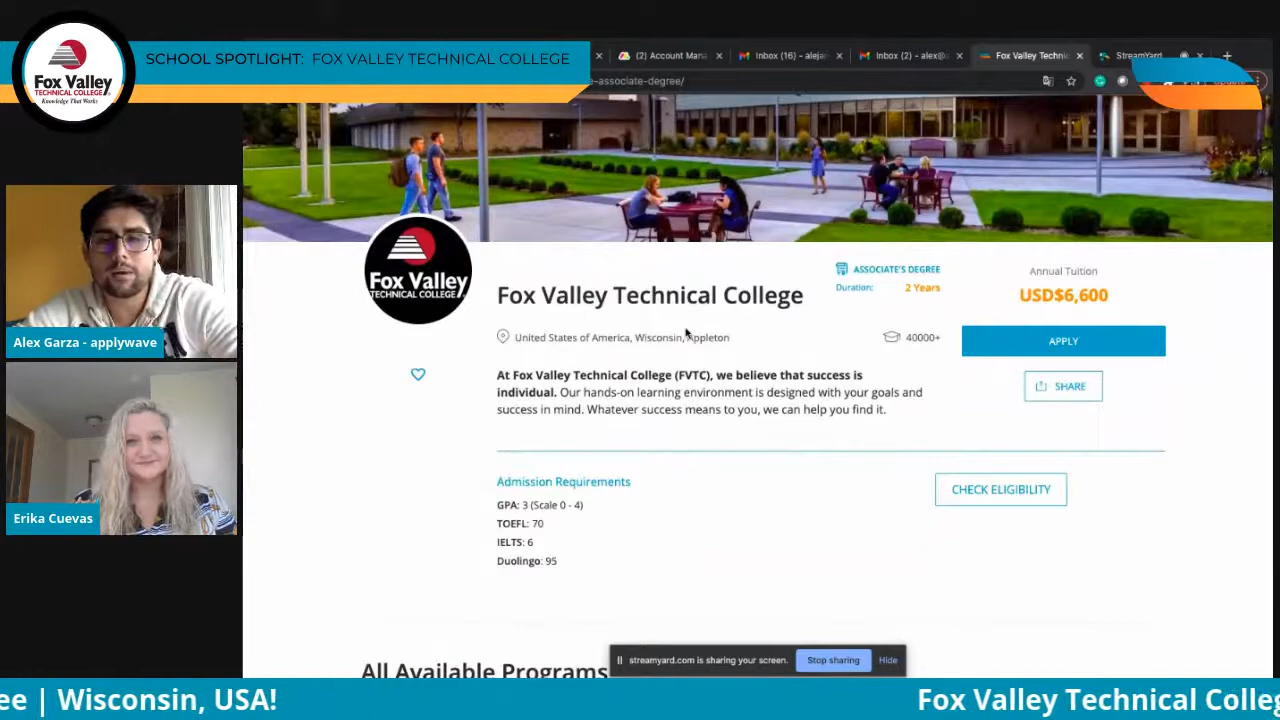 Fox Valley
TECHNICAL COLLEGE
Knowledge That Works
SCHOOL SPOTLIGHT: FOX VALLEY TECHNICAL COLLEGE
(2) Account Mana
Inbox (16) - aleja
Inbox (2) - alex@
Fox Valley Techni
StreamYard
e-associate-degree/
Alex Garza - applywave
Erika Cuevas
Fox Valley
TECHNICAL COLLEGE
Fox Valley Technical College
ASSOCIATE'S DEGREE
Duration: 2 Years
Annual Tuition
USD$6,600
United States of America, Wisconsin, Appleton
40000+
APPLY
SHARE
At Fox Valley Technical College (FVTC), we believe that success is
individual. Our hands-on learning environment is designed with your goals and
success in mind. Whatever success means to you, we can help you find it.
Admission Requirements
CHECK ELIGIBILITY
GPA: 3 (Scale 0 - 4)
TOEFL: 70
IELTS: 6
Duolingo: 95
All Available Programs
streamyard.com is sharing your screen.
Stop sharing
Hide
ee | Wisconsin, USA!
Fox Valley Technical Colleg